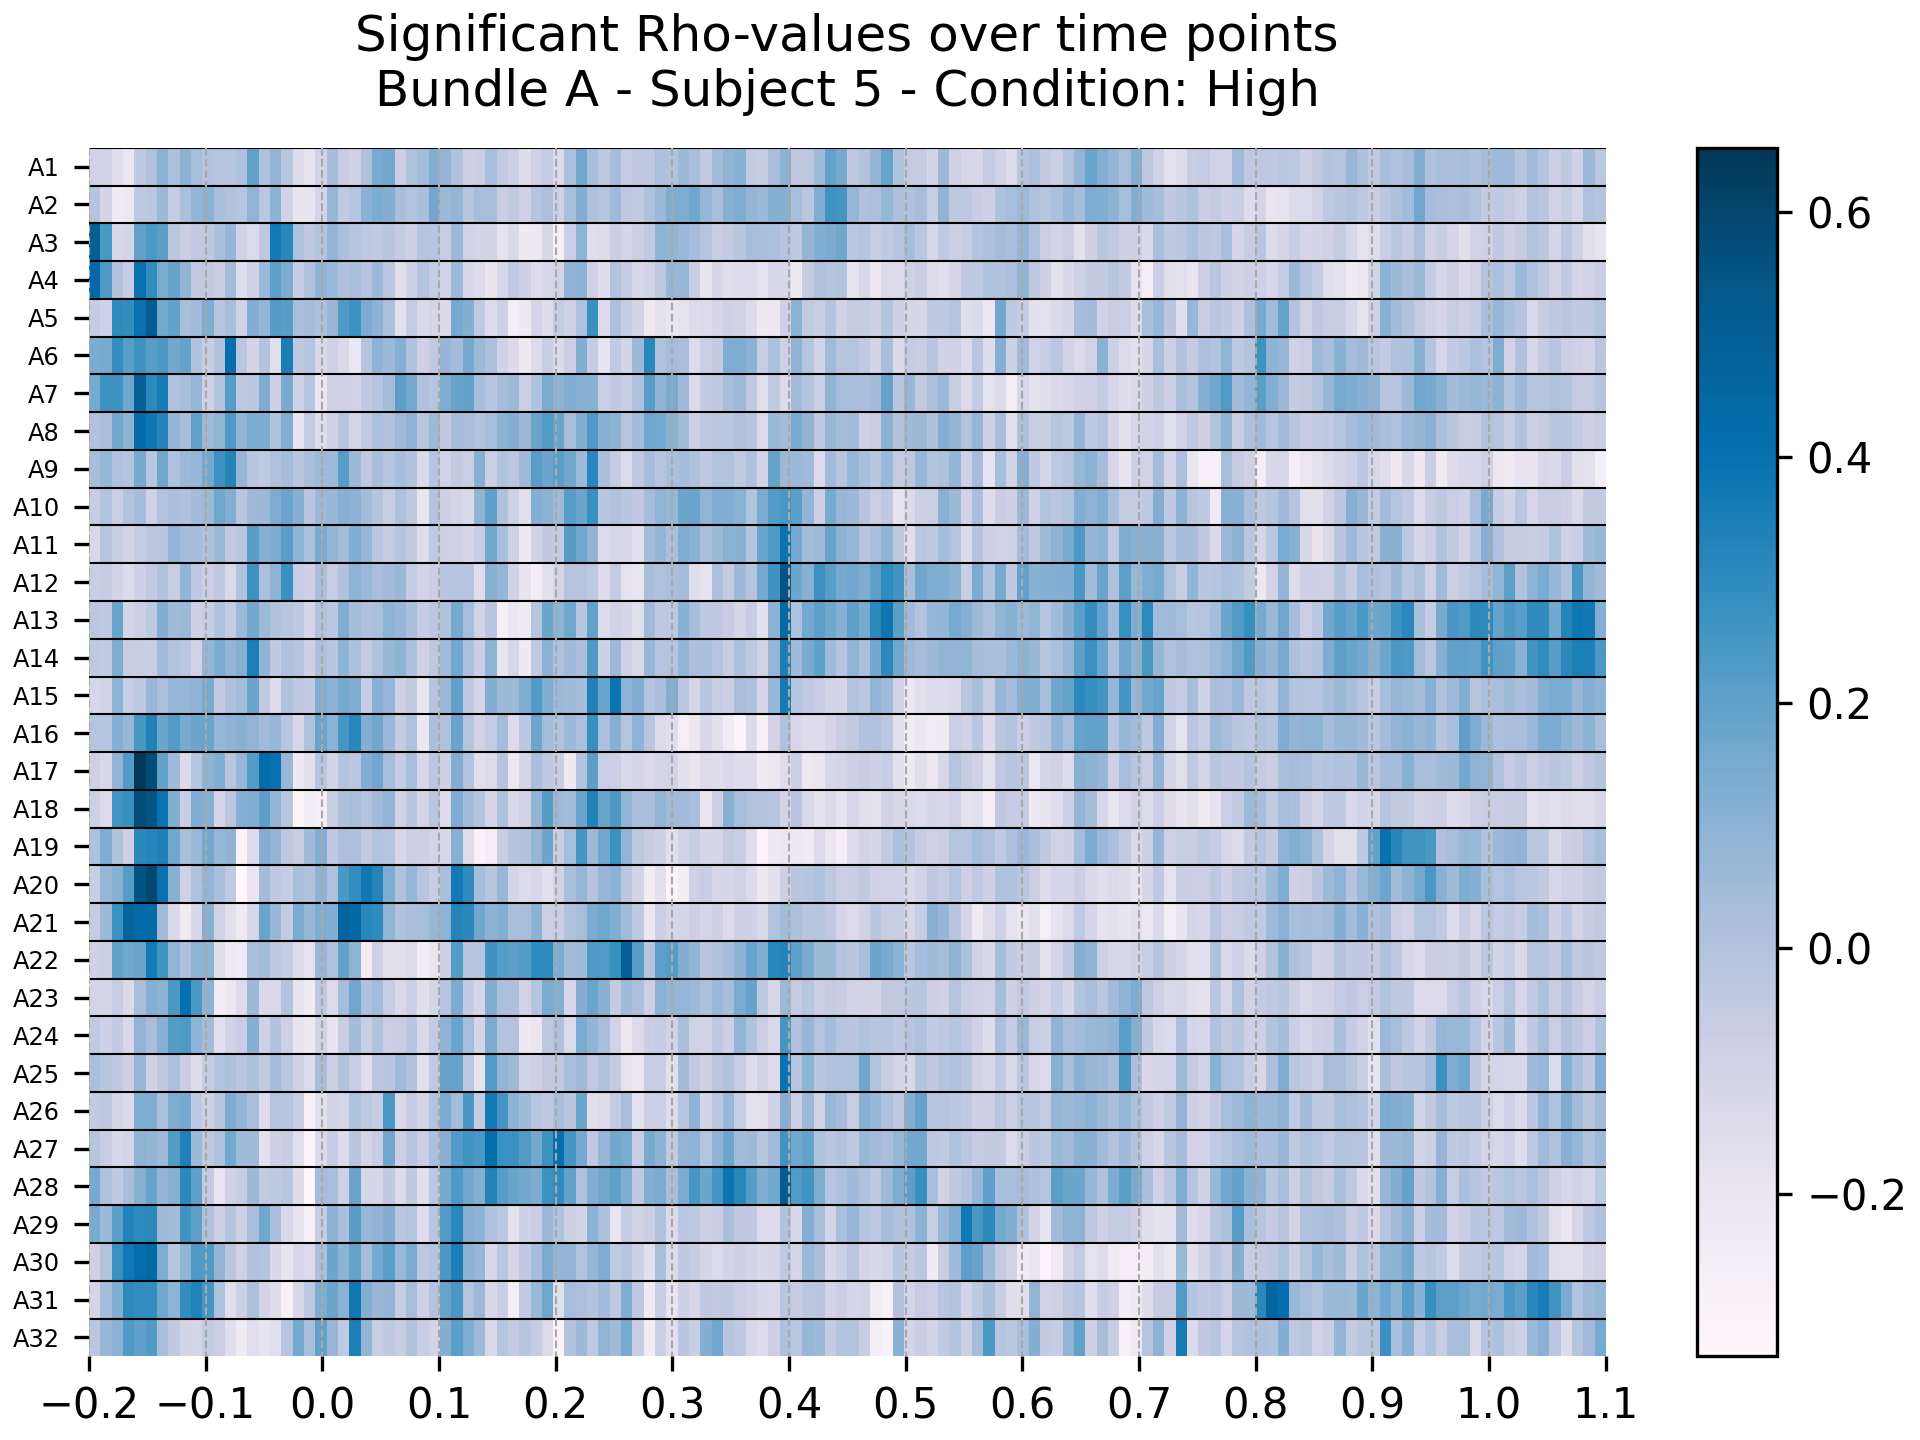 Significant Rho-values over time points
Bundle A - Subject 5 - Condition: High
A1
A2
A3
A4
A5
A6
A7
A8
A9
A10
A11
A12
A13
A14
A15
A16
A17
A18
A19
A20
A21
A22
A23
A24
A25
A26
A27
A28
A29
A30
A31
A32
−0.2 −0.1 0.0 0.1 0.2 0.3 0.4 0.5 0.6 0.7 0.8 0.9 1.0 1.1
0.6
0.4
0.2
0.0
−0.2